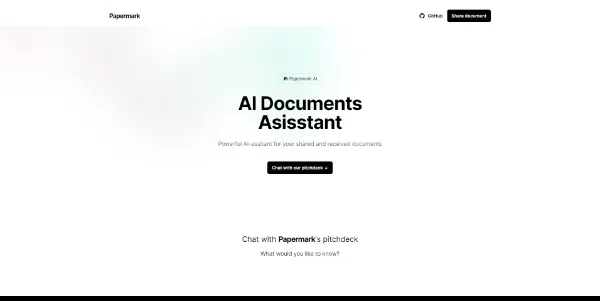 Papermark
GitHub
Share document
Papermark AI
AI Documents
Asisstant
Powerful AI-assitant for your shared and received documents
Chat with our pitchdeck ↓
Chat with Papermark's pitchdeck
What would you like to know?